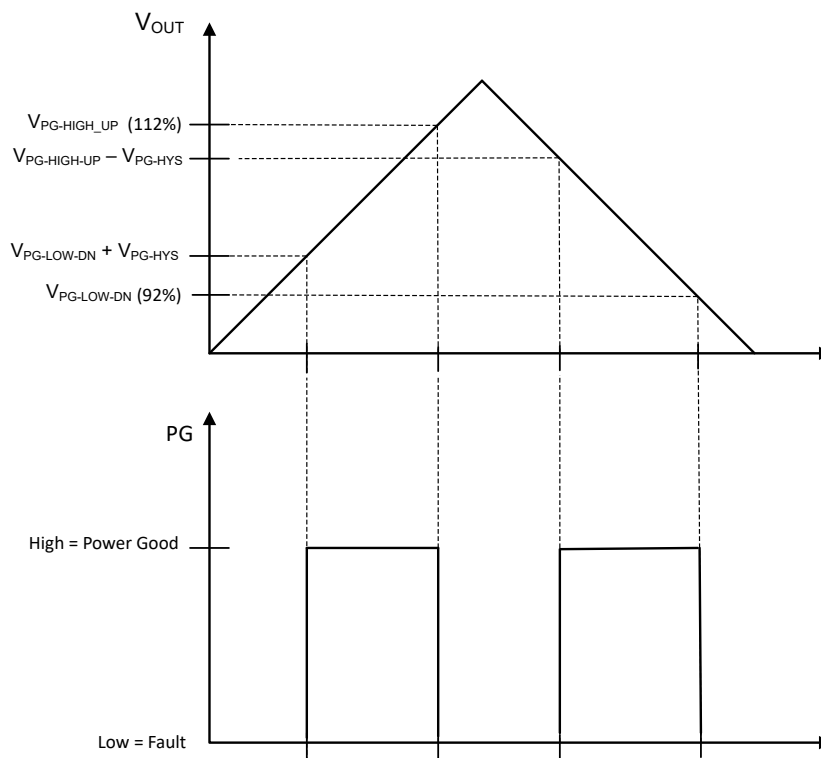 VOUT
VPG-HIGH_UP (112%)
VPG-HIGH-UP – VPG-HYS
VPG-LOW-DN + VPG-HYS
VPG-LOW-DN (92%)
PG
High = Power Good
Low = Fault